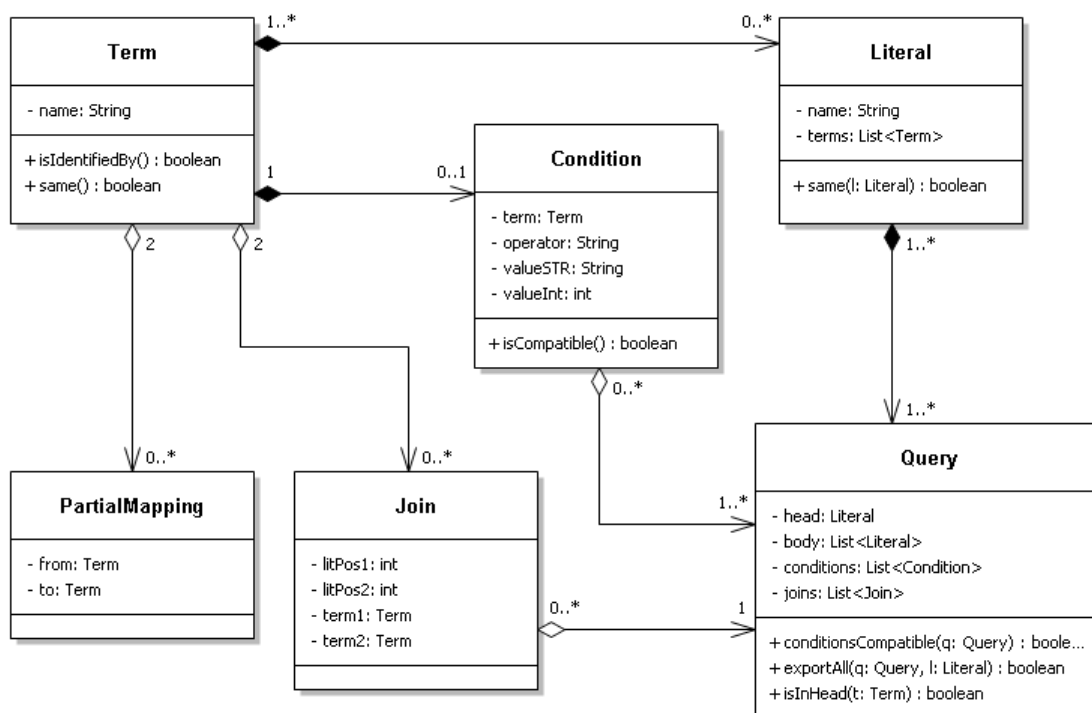 1..*
0..*
Term
- name: String
+ isIdentifiedBy() : boolean
+ same() : boolean
Literal
- name: String
- terms: List<Term>
+ same(l: Literal) : boolean
1
0..1
Condition
- term: Term
- operator: String
- valueSTR: String
- valueInt: int
+ isCompatible() : boolean
2
2
1..*
0..*
0..*
0..*
1..*
1..*
PartialMapping
- from: Term
- to: Term
Join
- litPos1: int
- litPos2: int
- term1: Term
- term2: Term
0..*
1
Query
- head: Literal
- body: List<Literal>
- conditions: List<Condition>
- joins: List<Join>
+ conditionsCompatible(q: Query) : boole...
+ exportAll(q: Query, l: Literal) : boolean
+ isInHead(t: Term) : boolean